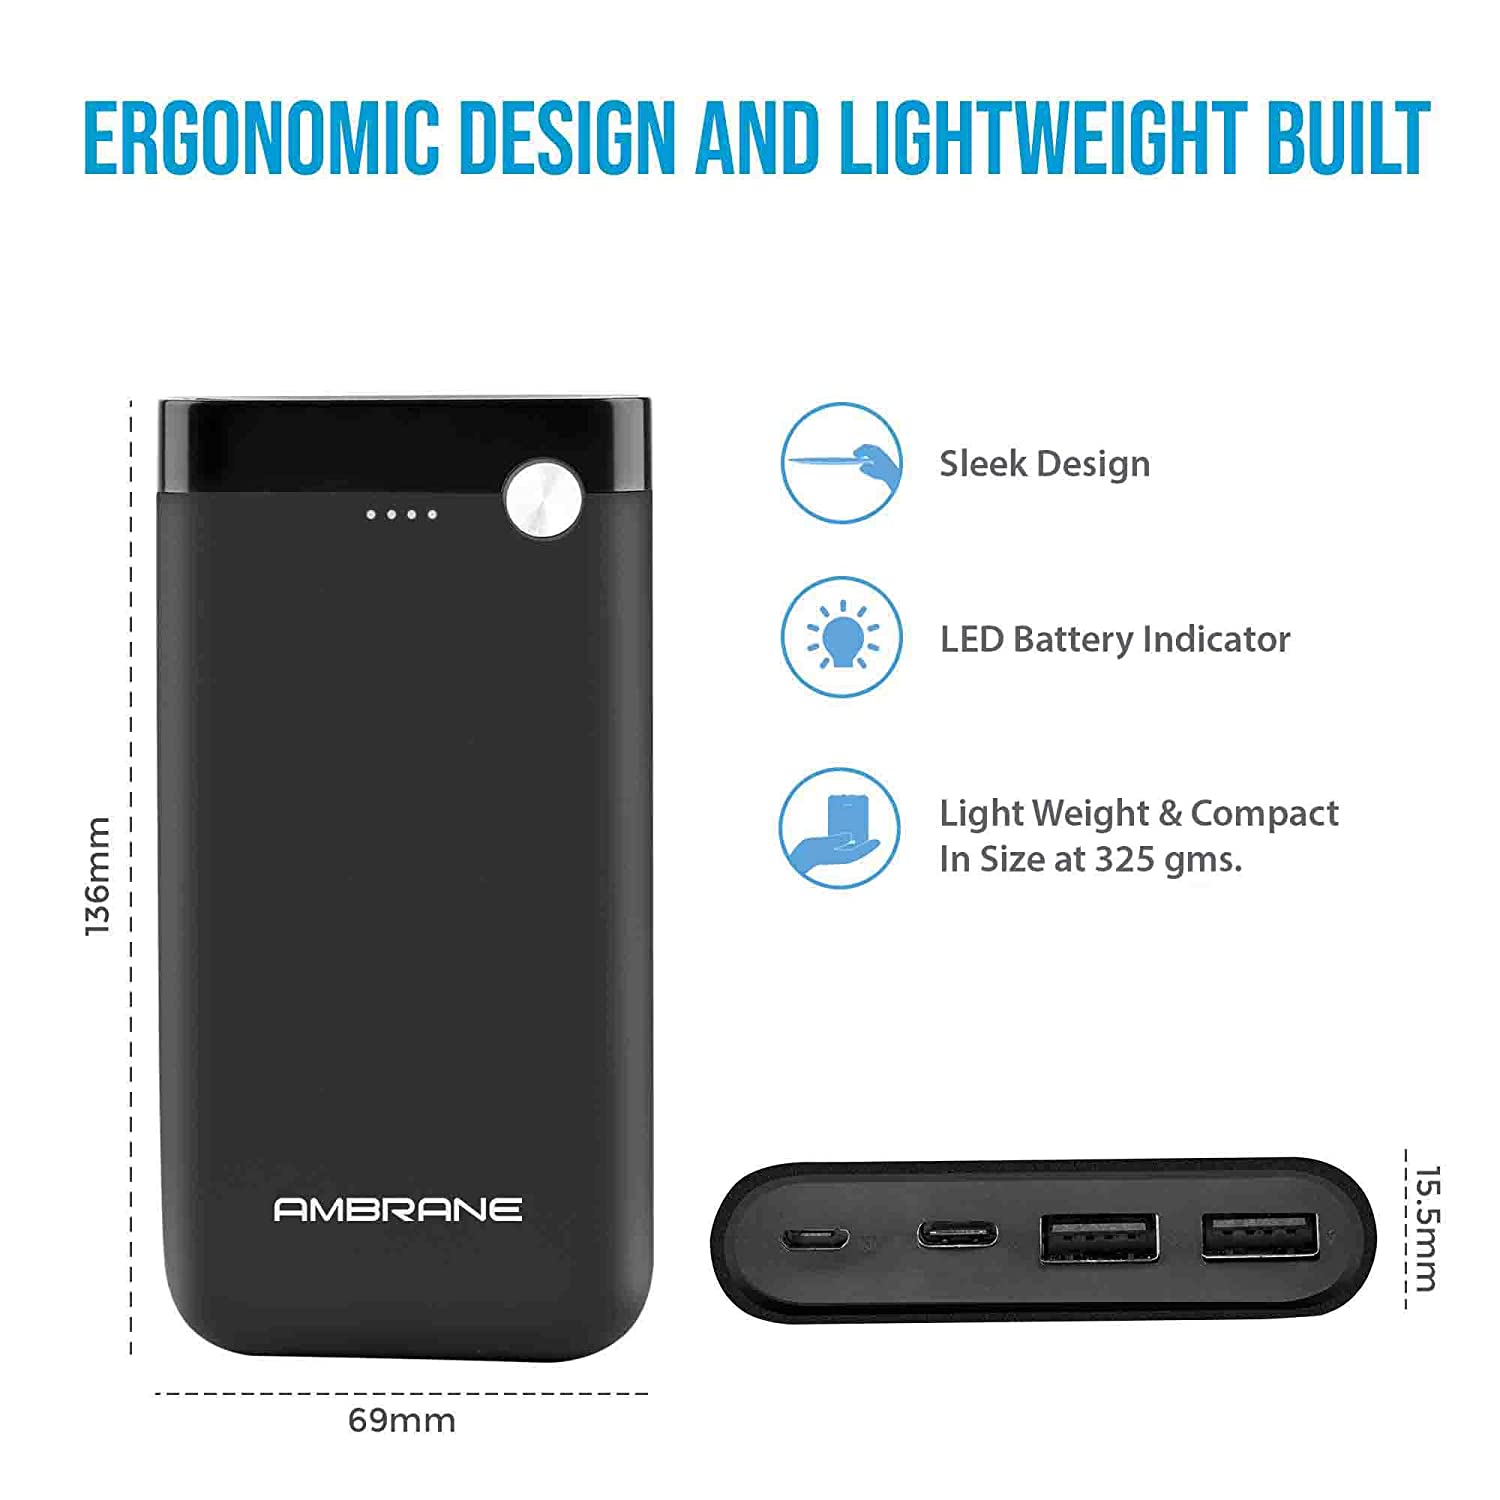 ERGONOMIC DESIGN AND LIGHTWEIGHT BUILT
Sleek Design
LED Battery Indicator
Light Weight & Compact
In Size at 325 gms.
136mm
AMBRANE
69mm
15.5mm